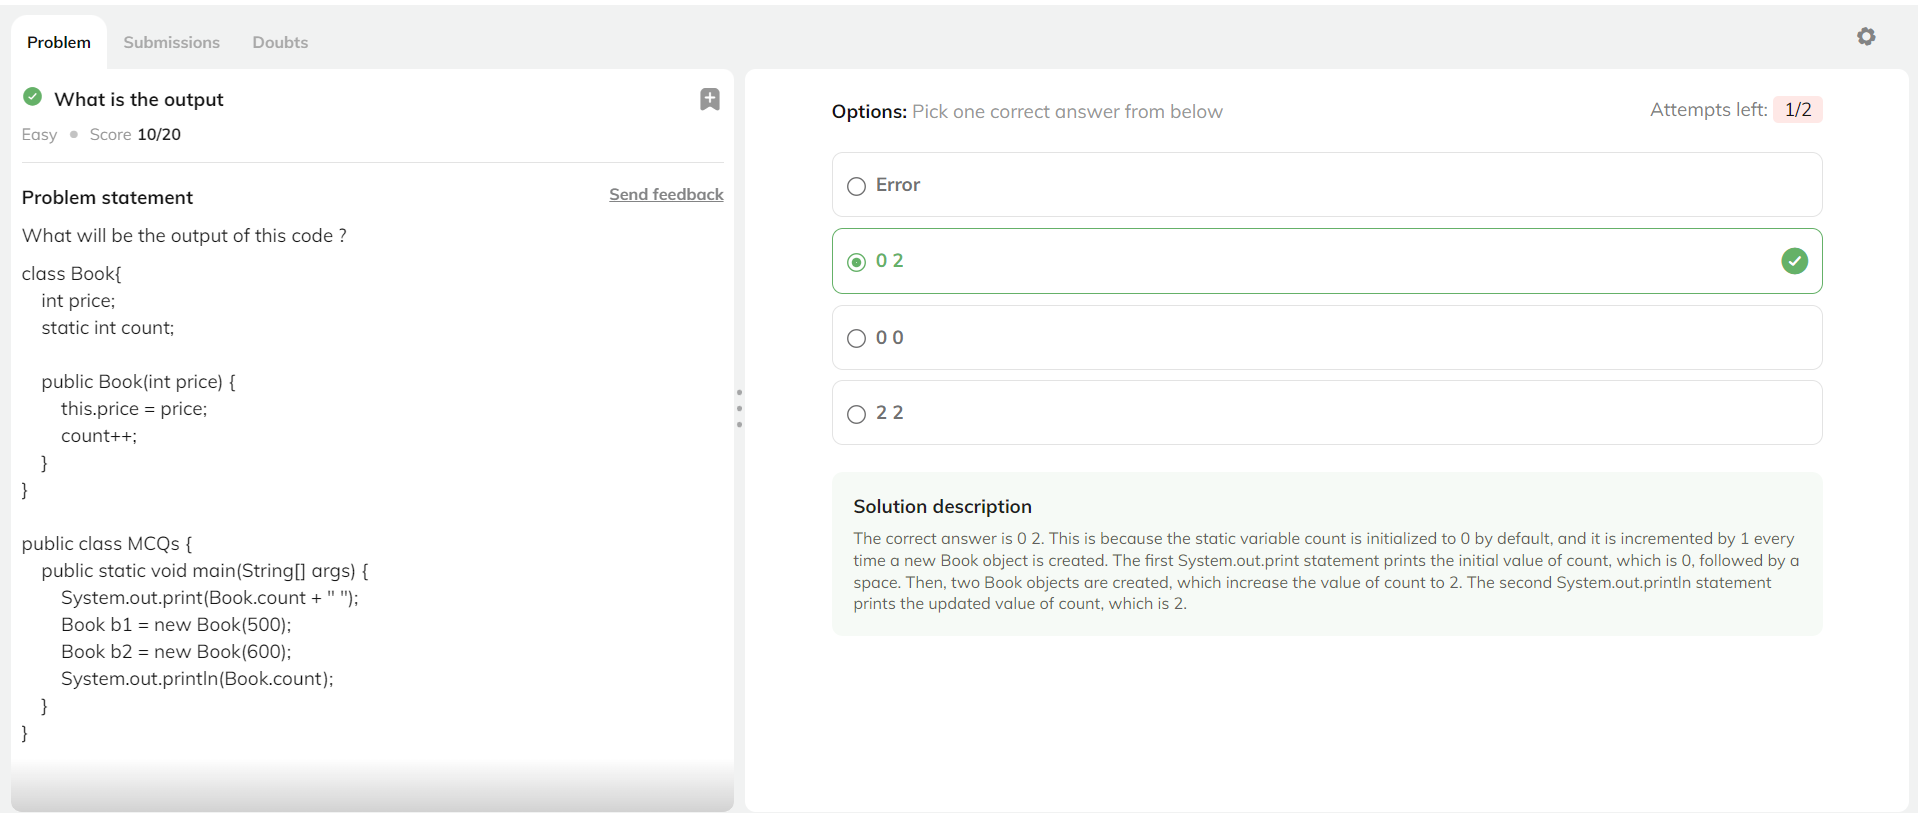 Problem Submissions Doubts
What is the output
Easy • Score 10/20
Problem statement Send feedback
What will be the output of this code ?
class Book{
    int price;
    static int count;

    public Book(int price) {
        this.price = price;
        count++;
    }
}

public class MCQs {
    public static void main(String[] args) {
        System.out.print(Book.count + " ");
        Book b1 = new Book(500);
        Book b2 = new Book(600);
        System.out.println(Book.count);
    }
}
Options: Pick one correct answer from below Attempts left: 1/2
Error
0 2
0 0
2 2
Solution description
The correct answer is 0 2. This is because the static variable count is initialized to 0 by default, and it is incremented by 1 every
time a new Book object is created. The first System.out.print statement prints the initial value of count, which is 0, followed by a
space. Then, two Book objects are created, which increase the value of count to 2. The second System.out.println statement
prints the updated value of count, which is 2.